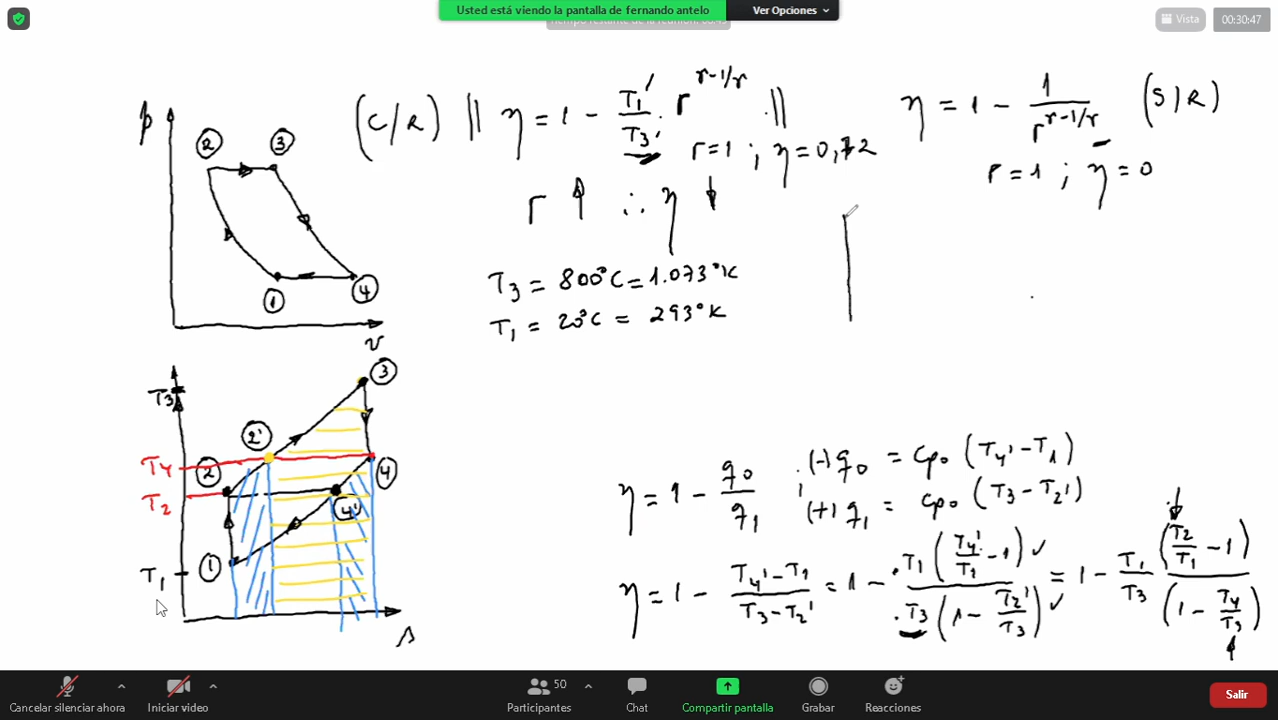 Usted está viendo la pantalla de fernando antelo
Ver Opciones
Vista
00:30:47
p
2
3
1
4
v
(C/R) || η = 1 - T1'/T3' · r^(γ-1/γ) ||
r=1 ; η=0,72
r ↑ ∴ η ↓
T3 = 800°C = 1.073°K
T1 = 20°C = 293°K
η = 1 - 1/r^(γ-1/γ) (S/R)
r = 1 ; η = 0
T3
T4
T2
T1
3
2'
2
4
4'
1
s
η = 1 - q0/q1 ; (-) q0 = cp0 (T4' - T1)
(+) q1 = cp0 (T3 - T2')
η = 1 - T4'-T1 / T3-T2' = 1 - T1 (T4'/T1 - 1) / T3 (1 - T2'/T3) = 1 - T1/T3 (T2/T1 - 1) / (1 - T4/T3)
Cancelar silenciar ahora
Iniciar video
50
Participantes
Chat
Compartir pantalla
Grabar
Reacciones
Salir